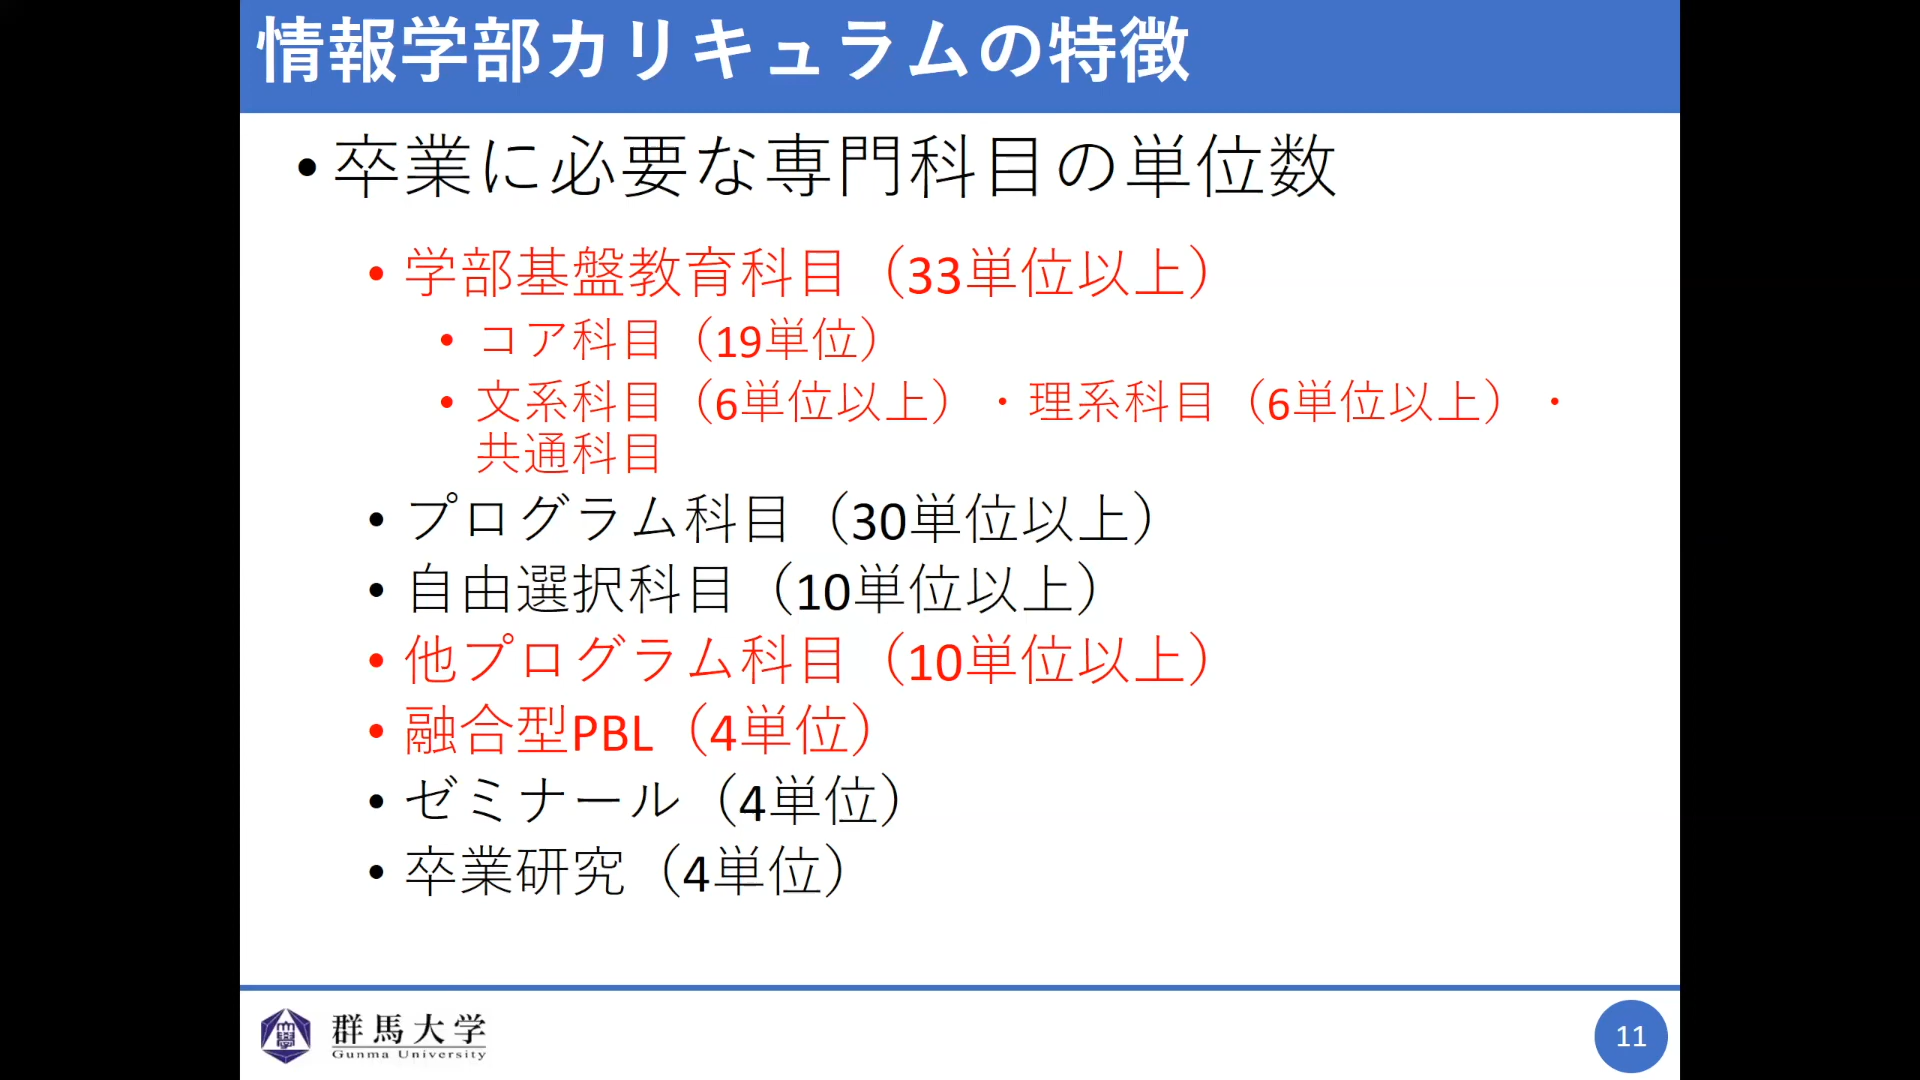 情報学部カリキュラムの特徴
• 卒業に必要な専門科目の単位数
• 学部基盤教育科目（33単位以上）
• コア科目（19単位）
• 文系科目（6単位以上）・理系科目（6単位以上）・
共通科目
• プログラム科目（30単位以上）
• 自由選択科目（10単位以上）
• 他プログラム科目（10単位以上）
• 融合型PBL（4単位）
• ゼミナール（4単位）
• 卒業研究（4単位）
群馬大学
Gunma University
11